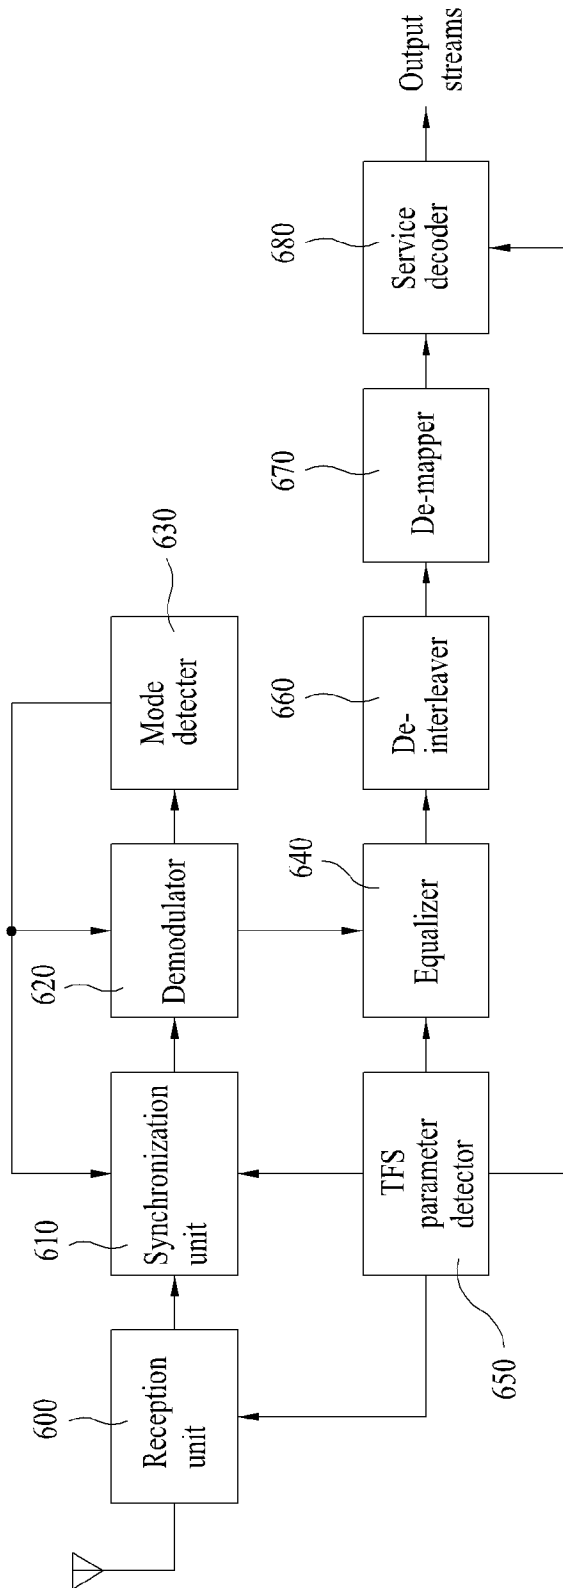 600
Reception
unit
610
Synchronization
unit
620
Demodulator
Mode
detecter
630
650
TFS
parameter
detector
640
Equalizer
660
De-
interleaver
670
De-mapper
680
Service
decoder
Output
streams